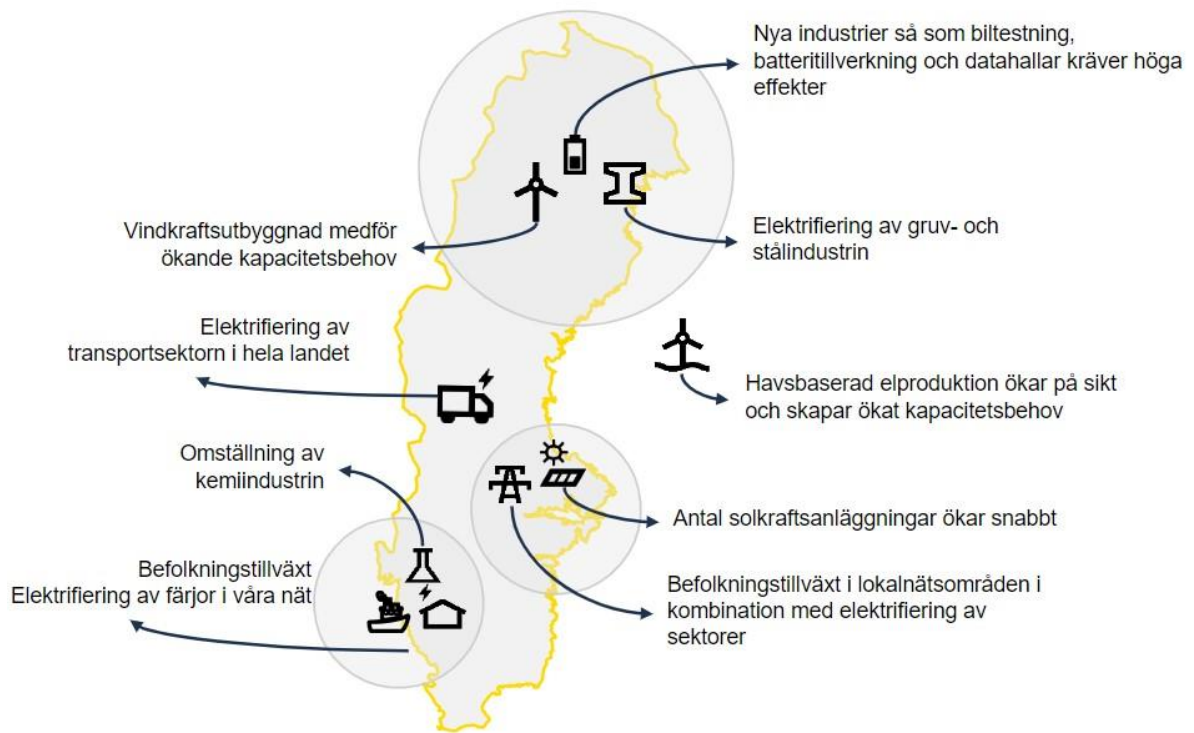 Nya industrier så som biltestning,
batteritillverkning och datahallar kräver höga
effekter
Vindkraftsutbyggnad medför
ökande kapacitetsbehov
Elektrifiering av gruv- och
stålindustrin
Elektrifiering av
transportsektorn i hela landet
Havsbaserad elproduktion ökar på sikt
och skapar ökat kapacitetsbehov
Omställning av
kemiindustrin
Antal solkraftsanläggningar ökar snabbt
Befolkningstillväxt
Elektrifiering av färjor i våra nät
Befolkningstillväxt i lokalnätsområden i
kombination med elektrifiering av
sektorer